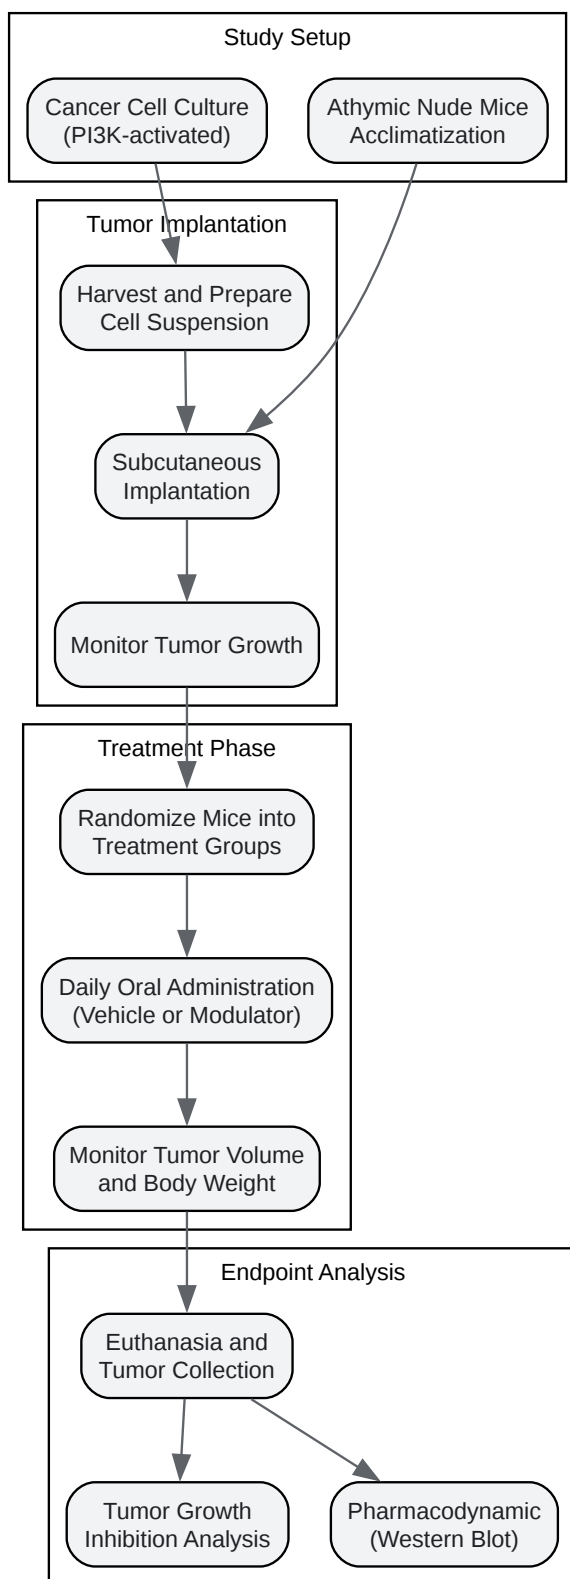 Study Setup
Cancer Cell Culture
(PI3K-activated)
Athymic Nude Mice
Acclimatization
Tumor Implantation
Harvest and Prepare
Cell Suspension
Subcutaneous
Implantation
Monitor Tumor Growth
Treatment Phase
Randomize Mice into
Treatment Groups
Daily Oral Administration
(Vehicle or Modulator)
Monitor Tumor Volume
and Body Weight
Endpoint Analysis
Euthanasia and
Tumor Collection
Tumor Growth
Inhibition Analysis
Pharmacodynamic
(Western Blot)